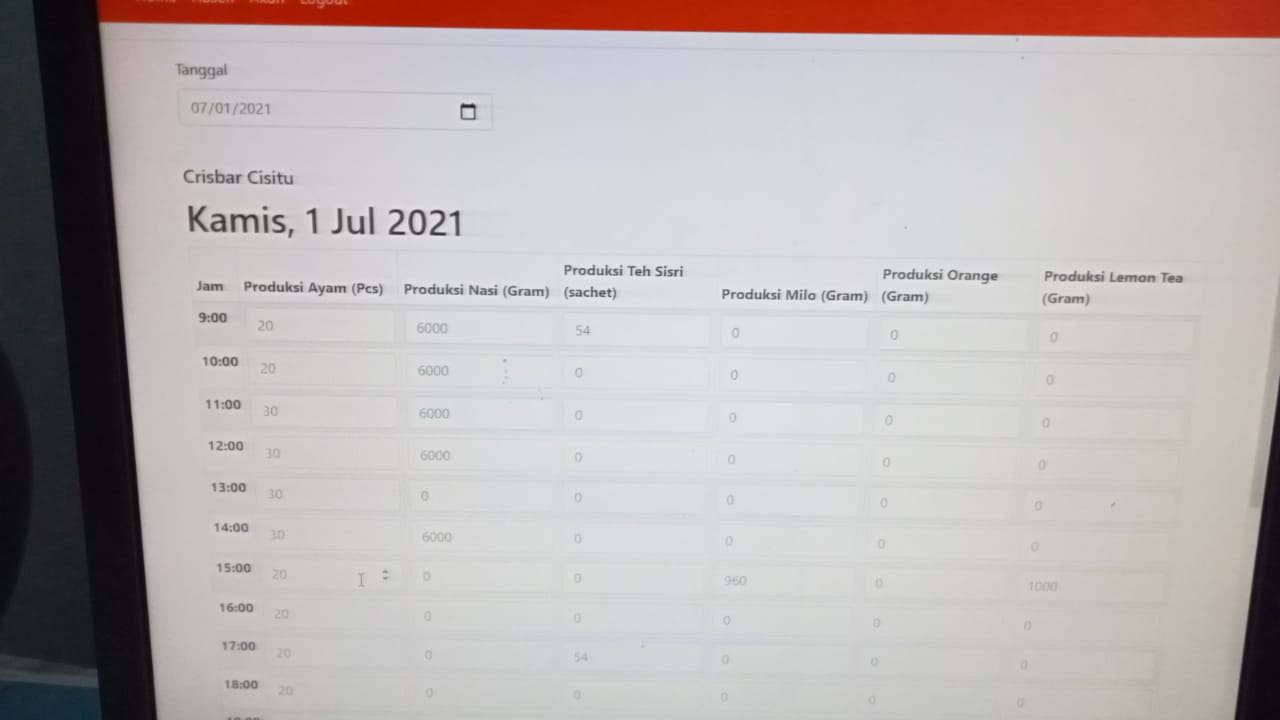 Logout
Tanggal
07/01/2021
Crisbar Cisitu
Kamis, 1 Jul 2021
Jam Produksi Ayam (Pcs) Produksi Nasi (Gram) Produksi Teh Sisri (sachet) Produksi Milo (Gram) Produksi Orange (Gram) Produksi Lemon Tea (Gram)
9:00 20 6000 54 0 0 0
10:00 20 6000 0 0 0 0
11:00 30 6000 0 0 0 0
12:00 30 6000 0 0 0 0
13:00 30 0 0 0 0 0
14:00 30 6000 0 0 0 0
15:00 20 0 0 960 0 1000
16:00 20 0 0 0 0 0
17:00 20 0 54 0 0 0
18:00 20 0 0 0 0 0